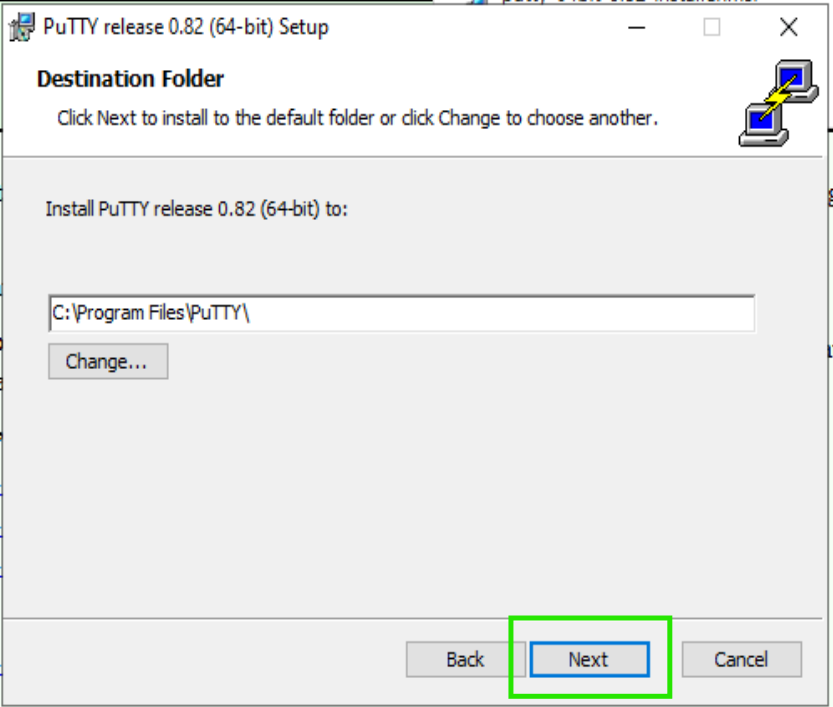 PuTTY release 0.82 (64-bit) Setup
Destination Folder
Click Next to install to the default folder or click Change to choose another.
Install PuTTY release 0.82 (64-bit) to:
C:\Program Files\PuTTY\
Change...
Back
Next
Cancel